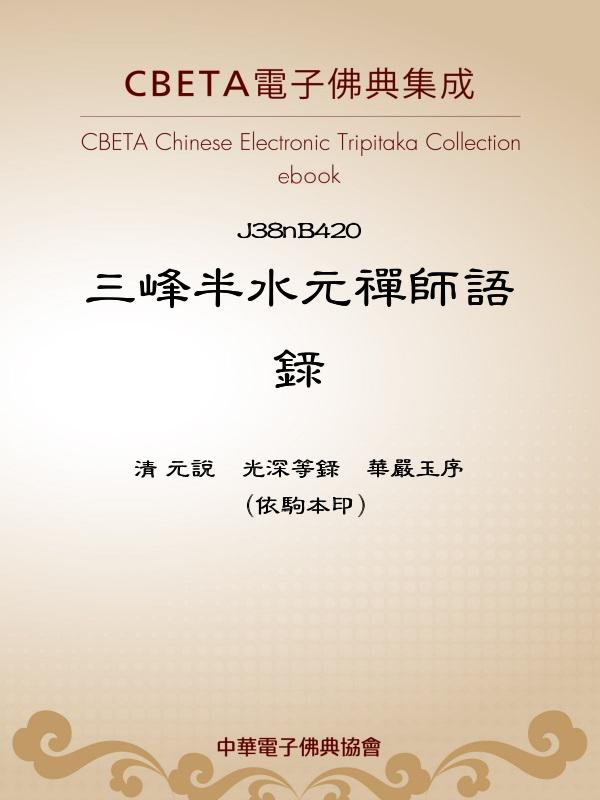 CBETA電子佛典集成
CBETA Chinese Electronic Tripitaka Collection
ebook
J38nB420
三峰半水元禪師語
錄
清 元說　光深等錄　華嚴玉序
（依駒本印）
中華電子佛典協會